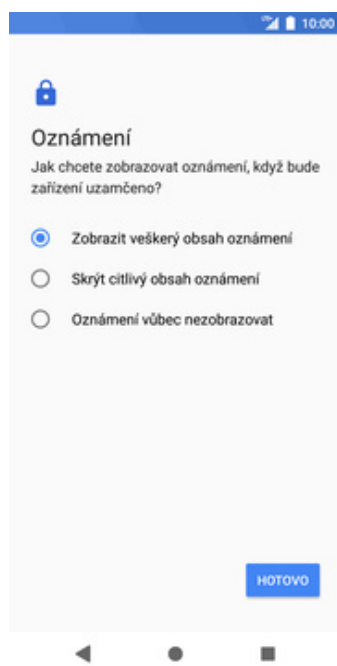 10:00
Oznámení
Jak chcete zobrazovat oznámení, když bude
zařízení uzamčeno?
Zobrazit veškerý obsah oznámení
Skrýt citlivý obsah oznámení
Oznámení vůbec nezobrazovat
HOTOVO